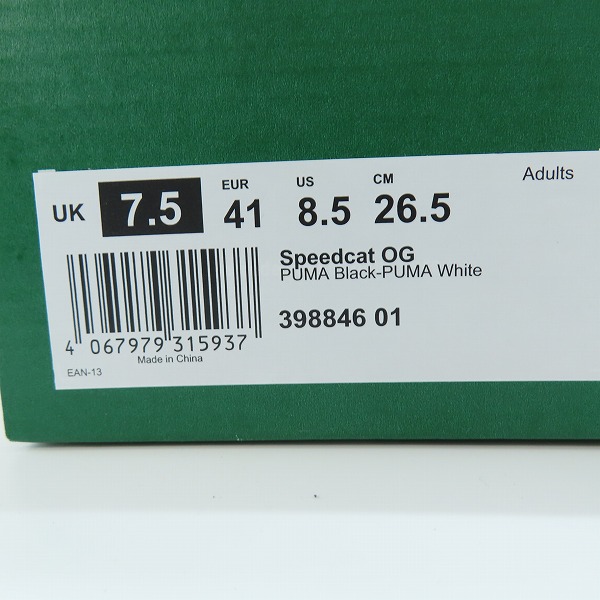 Adults
UK 7.5 EUR 41 US 8.5 CM 26.5
Speedcat OG
PUMA Black-PUMA White
398846 01
4 067979 315937
Made in China
EAN-13